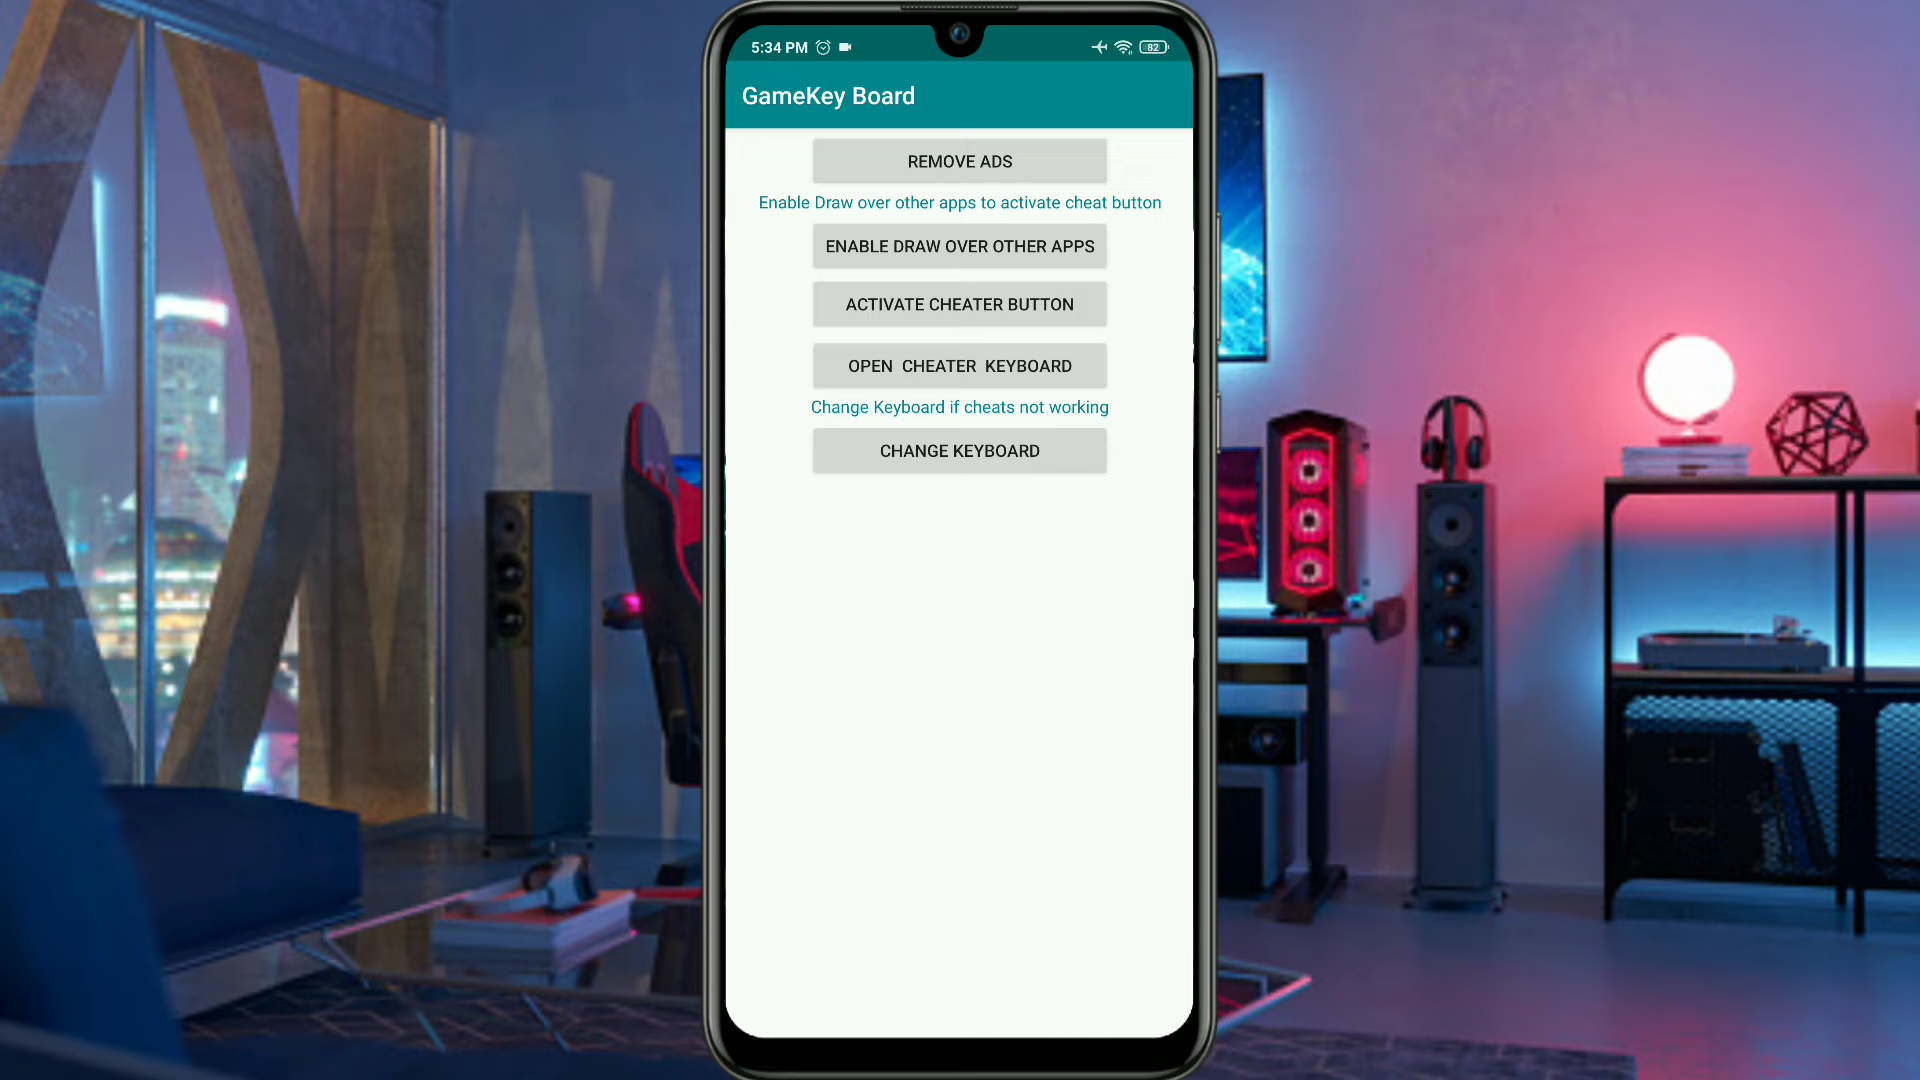 5:34 PM
82
GameKey Board
REMOVE ADS
Enable Draw over other apps to activate cheat button
ENABLE DRAW OVER OTHER APPS
ACTIVATE CHEATER BUTTON
OPEN CHEATER KEYBOARD
Change Keyboard if cheats not working
CHANGE KEYBOARD